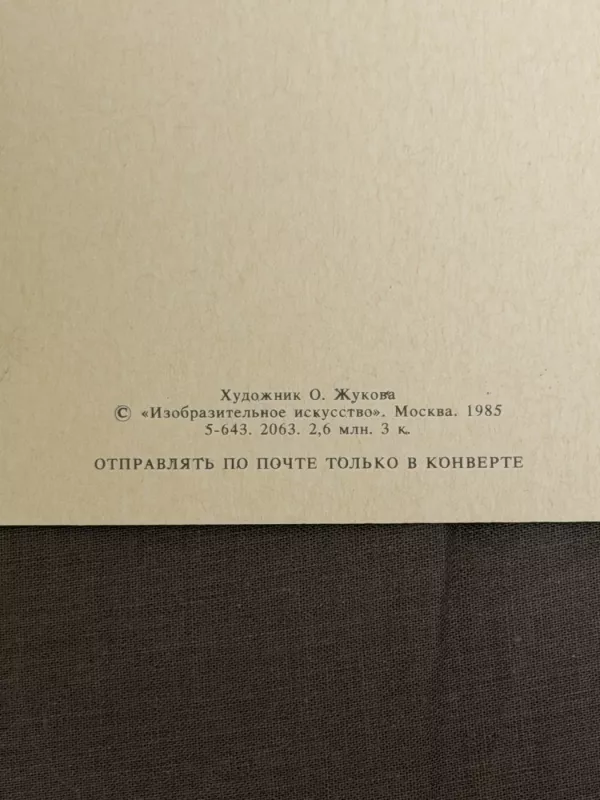 Художник О. Жукова
© «Изобразительное искусство». Москва. 1985
5-643. 2063. 2,6 млн. 3 к.
ОТПРАВЛЯТЬ ПО ПОЧТЕ ТОЛЬКО В КОНВЕРТЕ